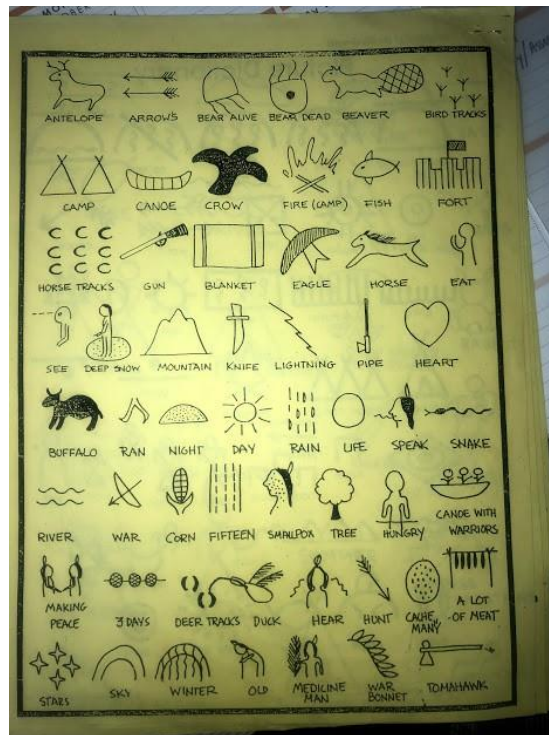 ANTELOPE ARROWS BEAR ALIVE BEAR DEAD BEAVER BIRD TRACKS
CAMP CANOE CROW FIRE (CAMP) FISH FORT
HORSE TRACKS GUN BLANKET EAGLE HORSE EAT
SEE DEEP SNOW MOUNTAIN KNIFE LIGHTNING PIPE HEART
BUFFALO RAN NIGHT DAY RAIN LIFE SPEAK SNAKE
RIVER WAR CORN FIFTEEN SMALLPOX TREE HUNGRY CANOE WITH
WARRIORS
MAKING
PEACE 3 DAYS DEER TRACKS DUCK HEAR HUNT CACHE, A LOT
MANY OF MEAT
STARS SKY WINTER OLD MEDICINE WAR TOMAHAWK
MAN BONNET